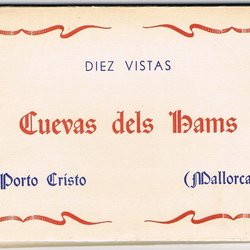 DIEZ VISTAS
Cuevas dels Hams
Porto Cristo (Mallorca